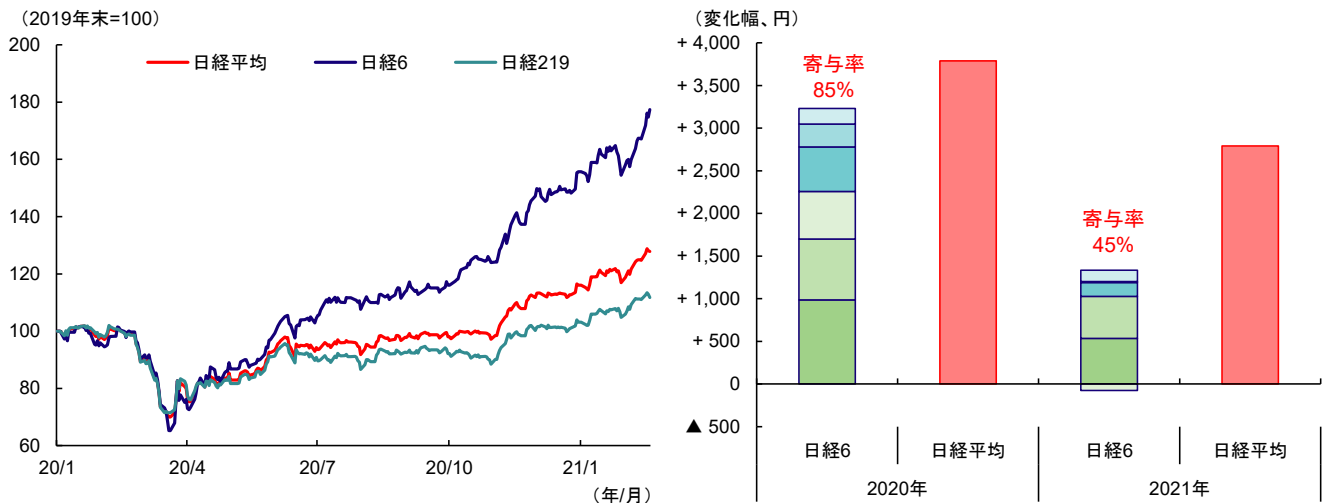 （2019年末=100）
200
180
160
140
120
100
80
60
日経平均
日経6
日経219
20/1
20/4
20/7
20/10
21/1
（年/月）
（変化幅、円）
+ 4,000
+ 3,500
+ 3,000
+ 2,500
+ 2,000
+ 1,500
+ 1,000
+ 500
0
▲ 500
寄与率
85%
寄与率
45%
日経6
日経平均
日経6
日経平均
2020年
2021年